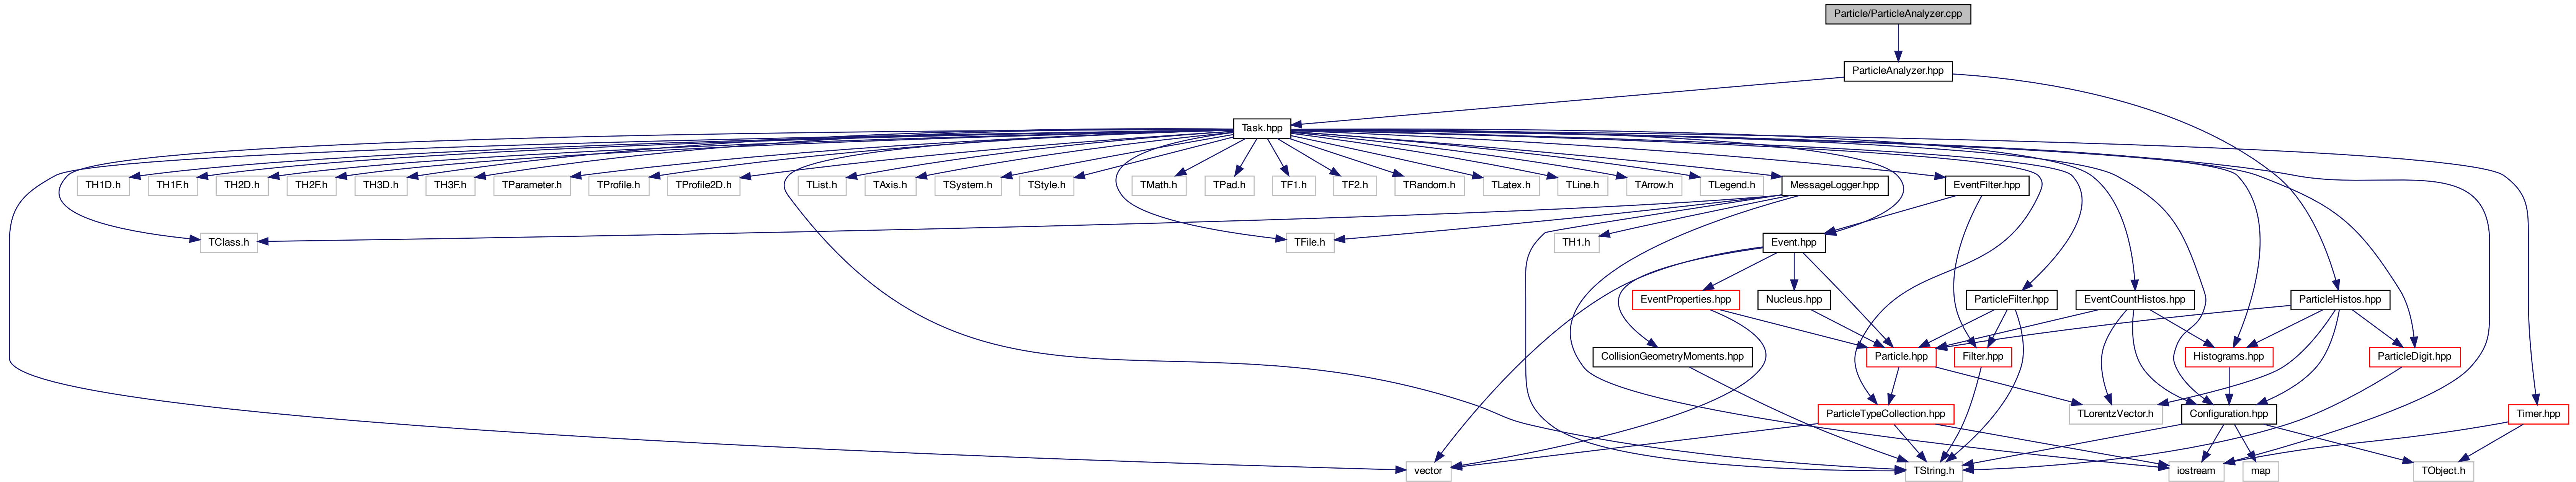 Particle/ParticleAnalyzer.cpp
ParticleAnalyzer.hpp
Task.hpp
TH1D.h
TH1F.h
TH2D.h
TH2F.h
TH3D.h
TH3F.h
TParameter.h
TProfile.h
TProfile2D.h
TList.h
TAxis.h
TSystem.h
TStyle.h
TMath.h
TPad.h
TF1.h
TF2.h
TRandom.h
TLatex.h
TLine.h
TArrow.h
TLegend.h
MessageLogger.hpp
EventFilter.hpp
TClass.h
TFile.h
TH1.h
Event.hpp
EventProperties.hpp
Nucleus.hpp
ParticleFilter.hpp
EventCountHistos.hpp
ParticleHistos.hpp
CollisionGeometryMoments.hpp
Particle.hpp
Filter.hpp
Histograms.hpp
ParticleDigit.hpp
ParticleTypeCollection.hpp
TLorentzVector.h
Configuration.hpp
Timer.hpp
vector
TString.h
iostream
map
TObject.h